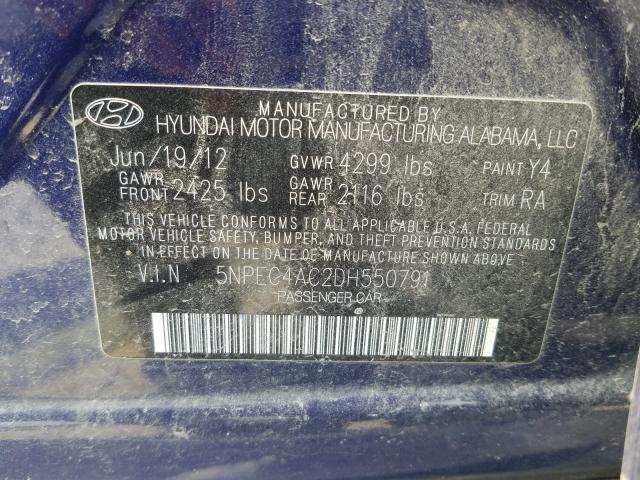 MANUFACTURED BY
HYUNDAI MOTOR MANUFACTURING ALABAMA, LLC
Jun/19/12 GVWR 4299 lbs PAINT Y4
GAWR FRONT 2425 lbs GAWR REAR 2116 lbs TRIM RA
THIS VEHICLE CONFORMS TO ALL APPLICABLE U.S.A. FEDERAL
MOTOR VEHICLE SAFETY, BUMPER, AND THEFT PREVENTION
STANDARDS IN EFFECT ON THE DATE OF MANUFACTURE SHOWN ABOVE.
V.I.N 5NPEC4AC2DH550791
PASSENGER CAR